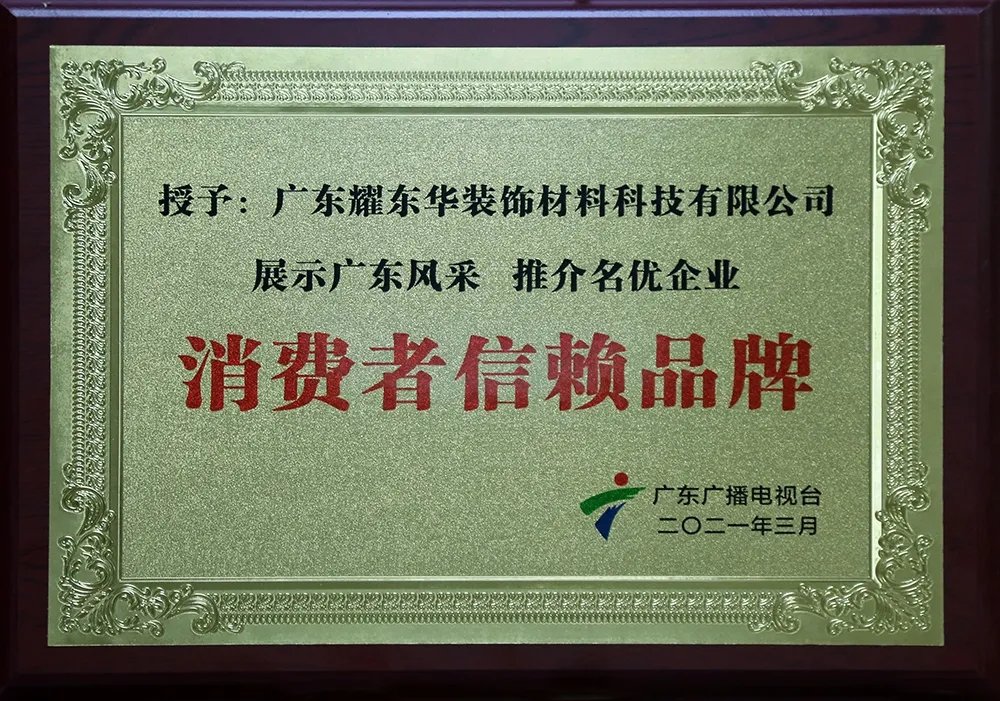 授予：广东耀东华装饰材料科技有限公司
展示广东风采 推介名优企业
消费者信赖品牌
广东广播电视台
二〇二一年三月